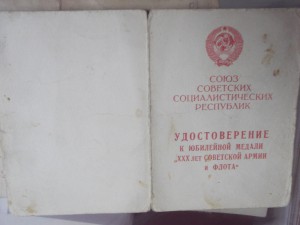 СОЮЗ
СОВЕТСКИХ
СОЦИАЛИСТИЧЕСКИХ
РЕСПУБЛИК
УДОСТОВЕРЕНИЕ
К ЮБИЛЕЙНОЙ МЕДАЛИ
„XXX лет СОВЕТСКОЙ АРМИИ
и ФЛОТА“